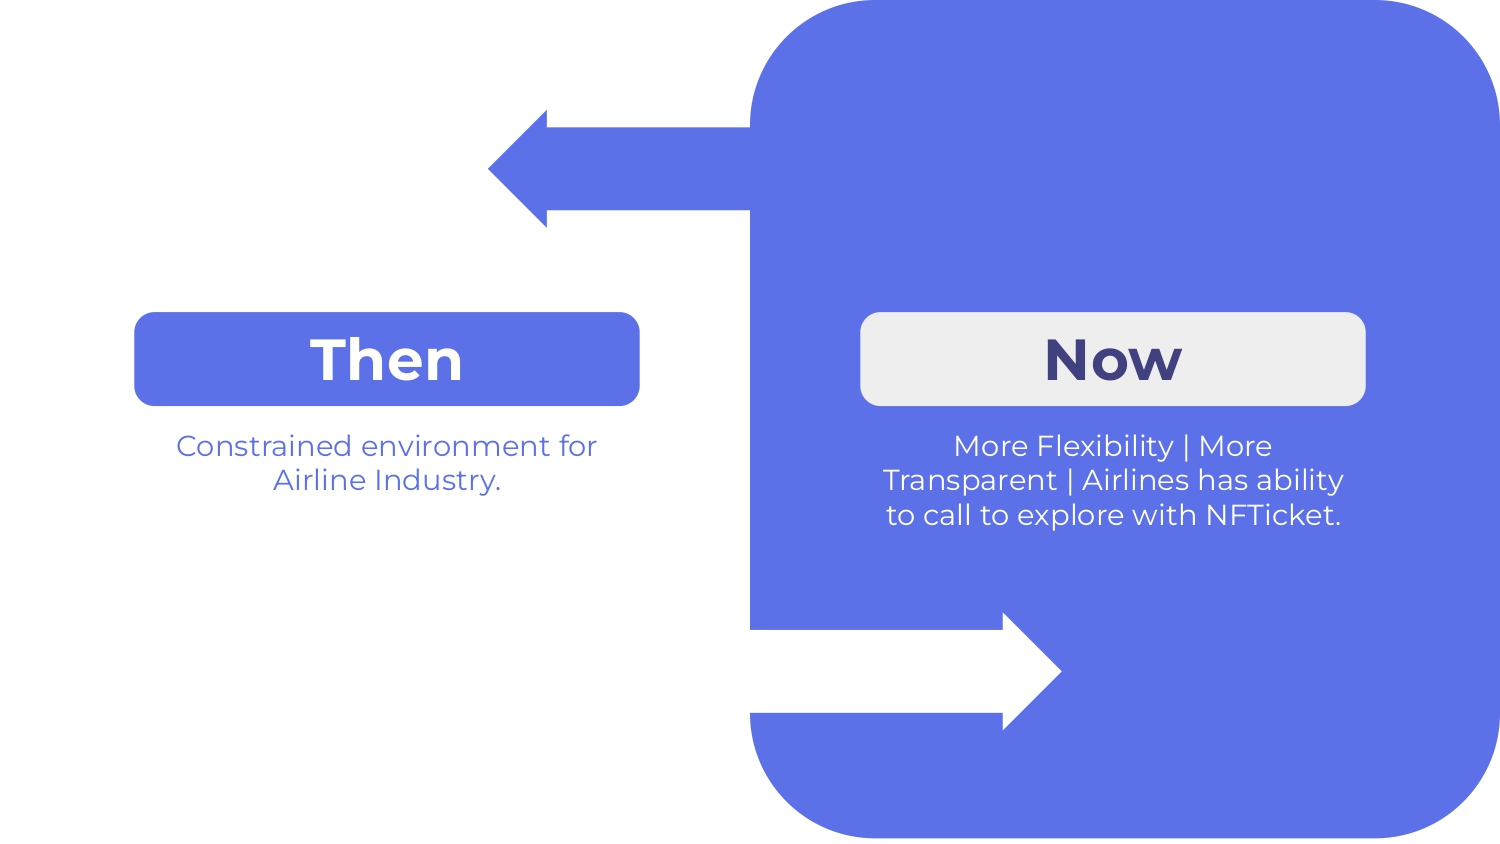 Then
Constrained environment for
Airline Industry.
Now
More Flexibility | More
Transparent | Airlines has ability
to call to explore with NFTicket.